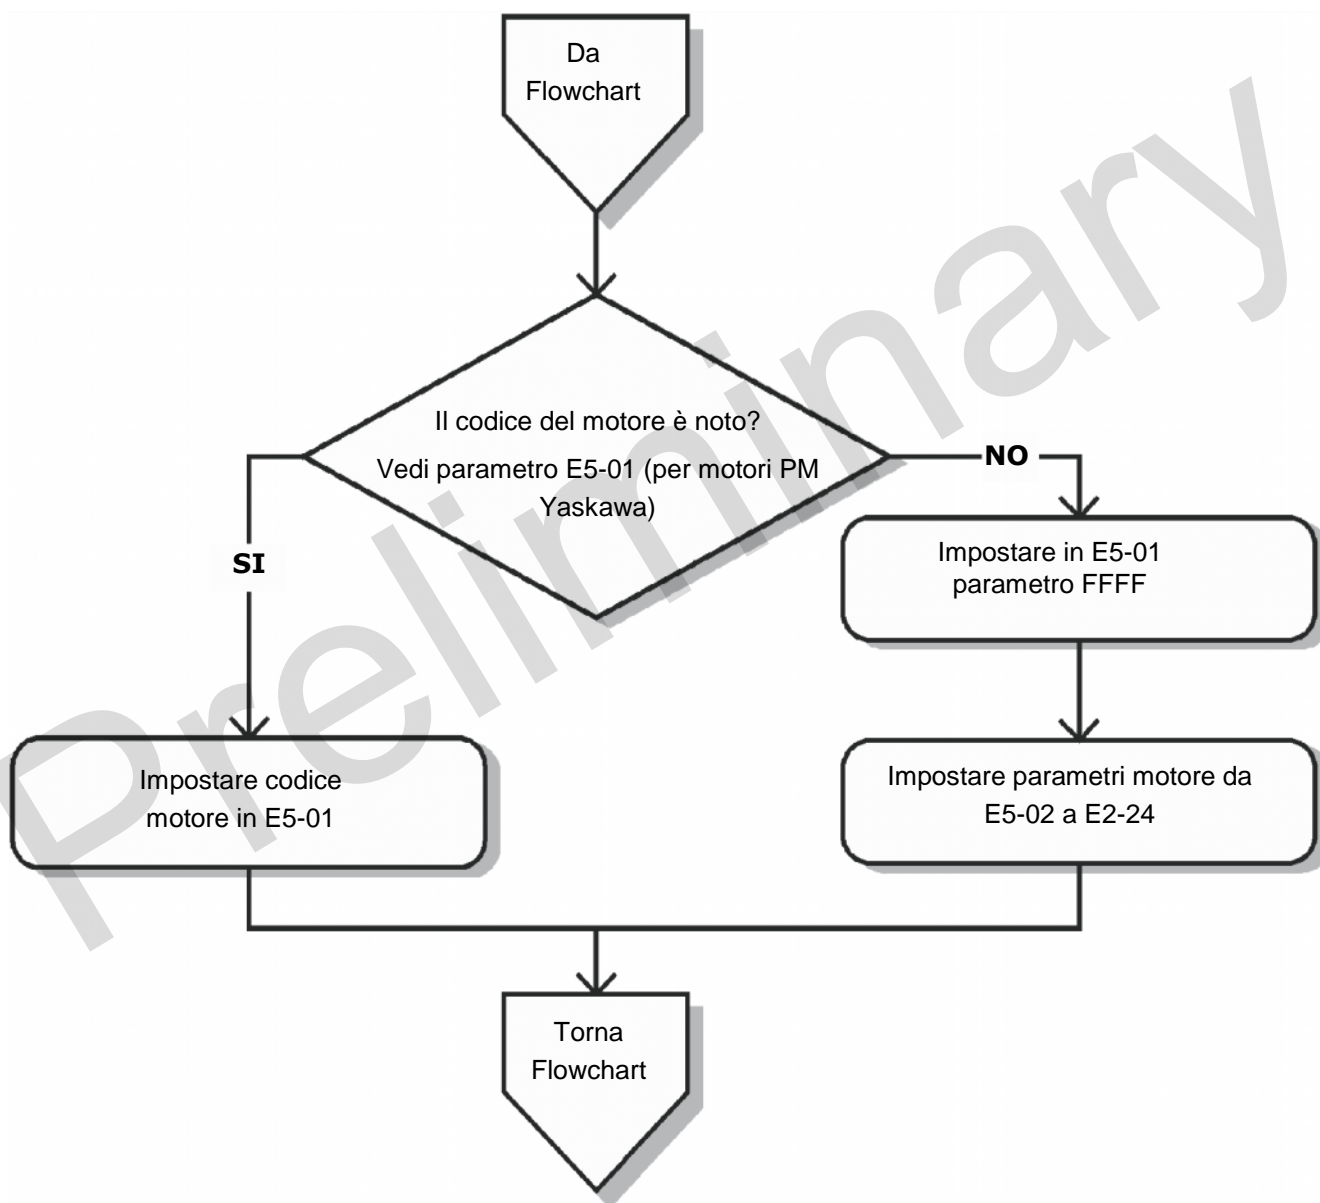 Da
Flowchart
Il codice del motore è noto?
Vedi parametro E5-01 (per motori PM
Yaskawa)
NO
SI
Impostare in E5-01
parametro FFFF
Impostare codice
motore in E5-01
Impostare parametri motore da
E5-02 a E2-24
Torna
Flowchart
Preliminary